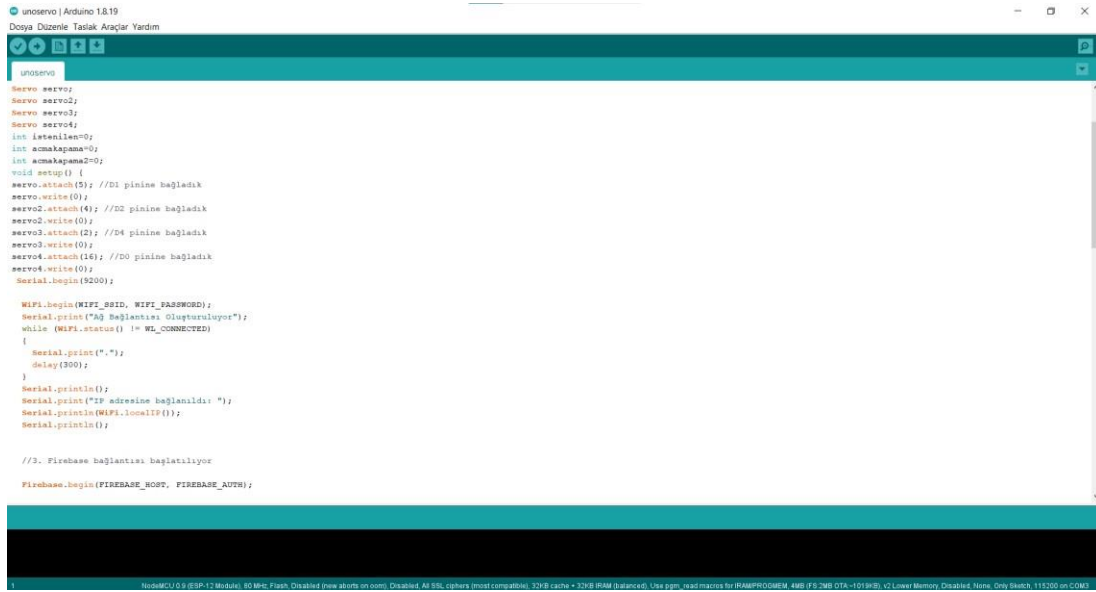 unoservo | Arduino 1.8.19
Dosya Düzenle Taslak Araçlar Yardım
unoservo
Servo servo;
Servo servo2;
Servo servo3;
Servo servo4;
int istenilen=0;
int acmakapama=0;
int acmakapama2=0;
void setup() {
servo.attach(5); //D1 pinine bağladık
servo.write(0);
servo2.attach(4); //D2 pinine bağladık
servo2.write(0);
servo3.attach(2); //D4 pinine bağladık
servo3.write(0);
servo4.attach(16); //D0 pinine bağladık
servo4.write(0);
Serial.begin(9200);
WiFi.begin(WIFI_SSID, WIFI_PASSWORD);
Serial.print("Ağ Bağlantısı Oluşturuluyor");
while (WiFi.status() != WL_CONNECTED)
{
Serial.print(".");
delay(300);
}
Serial.println();
Serial.print("IP adresine bağlanıldı: ");
Serial.println(WiFi.localIP());
Serial.println();
//3. Firebase bağlantısı başlatılıyor
Firebase.begin(FIREBASE_HOST, FIREBASE_AUTH);
1 NodeMCU 0.9 (ESP-12 Module), 80 MHz, Flash, Disabled (new aborts on oom), Disabled, All SSL ciphers (most compatible), 32KB cache + 32KB IRAM (balanced), Use pgm_read macros for IRAM/PROGMEM, 4MB (FS:2MB OTA:~1019KB), v2 Lower Memory, Disabled, None, Only Sketch, 115200 on COM3